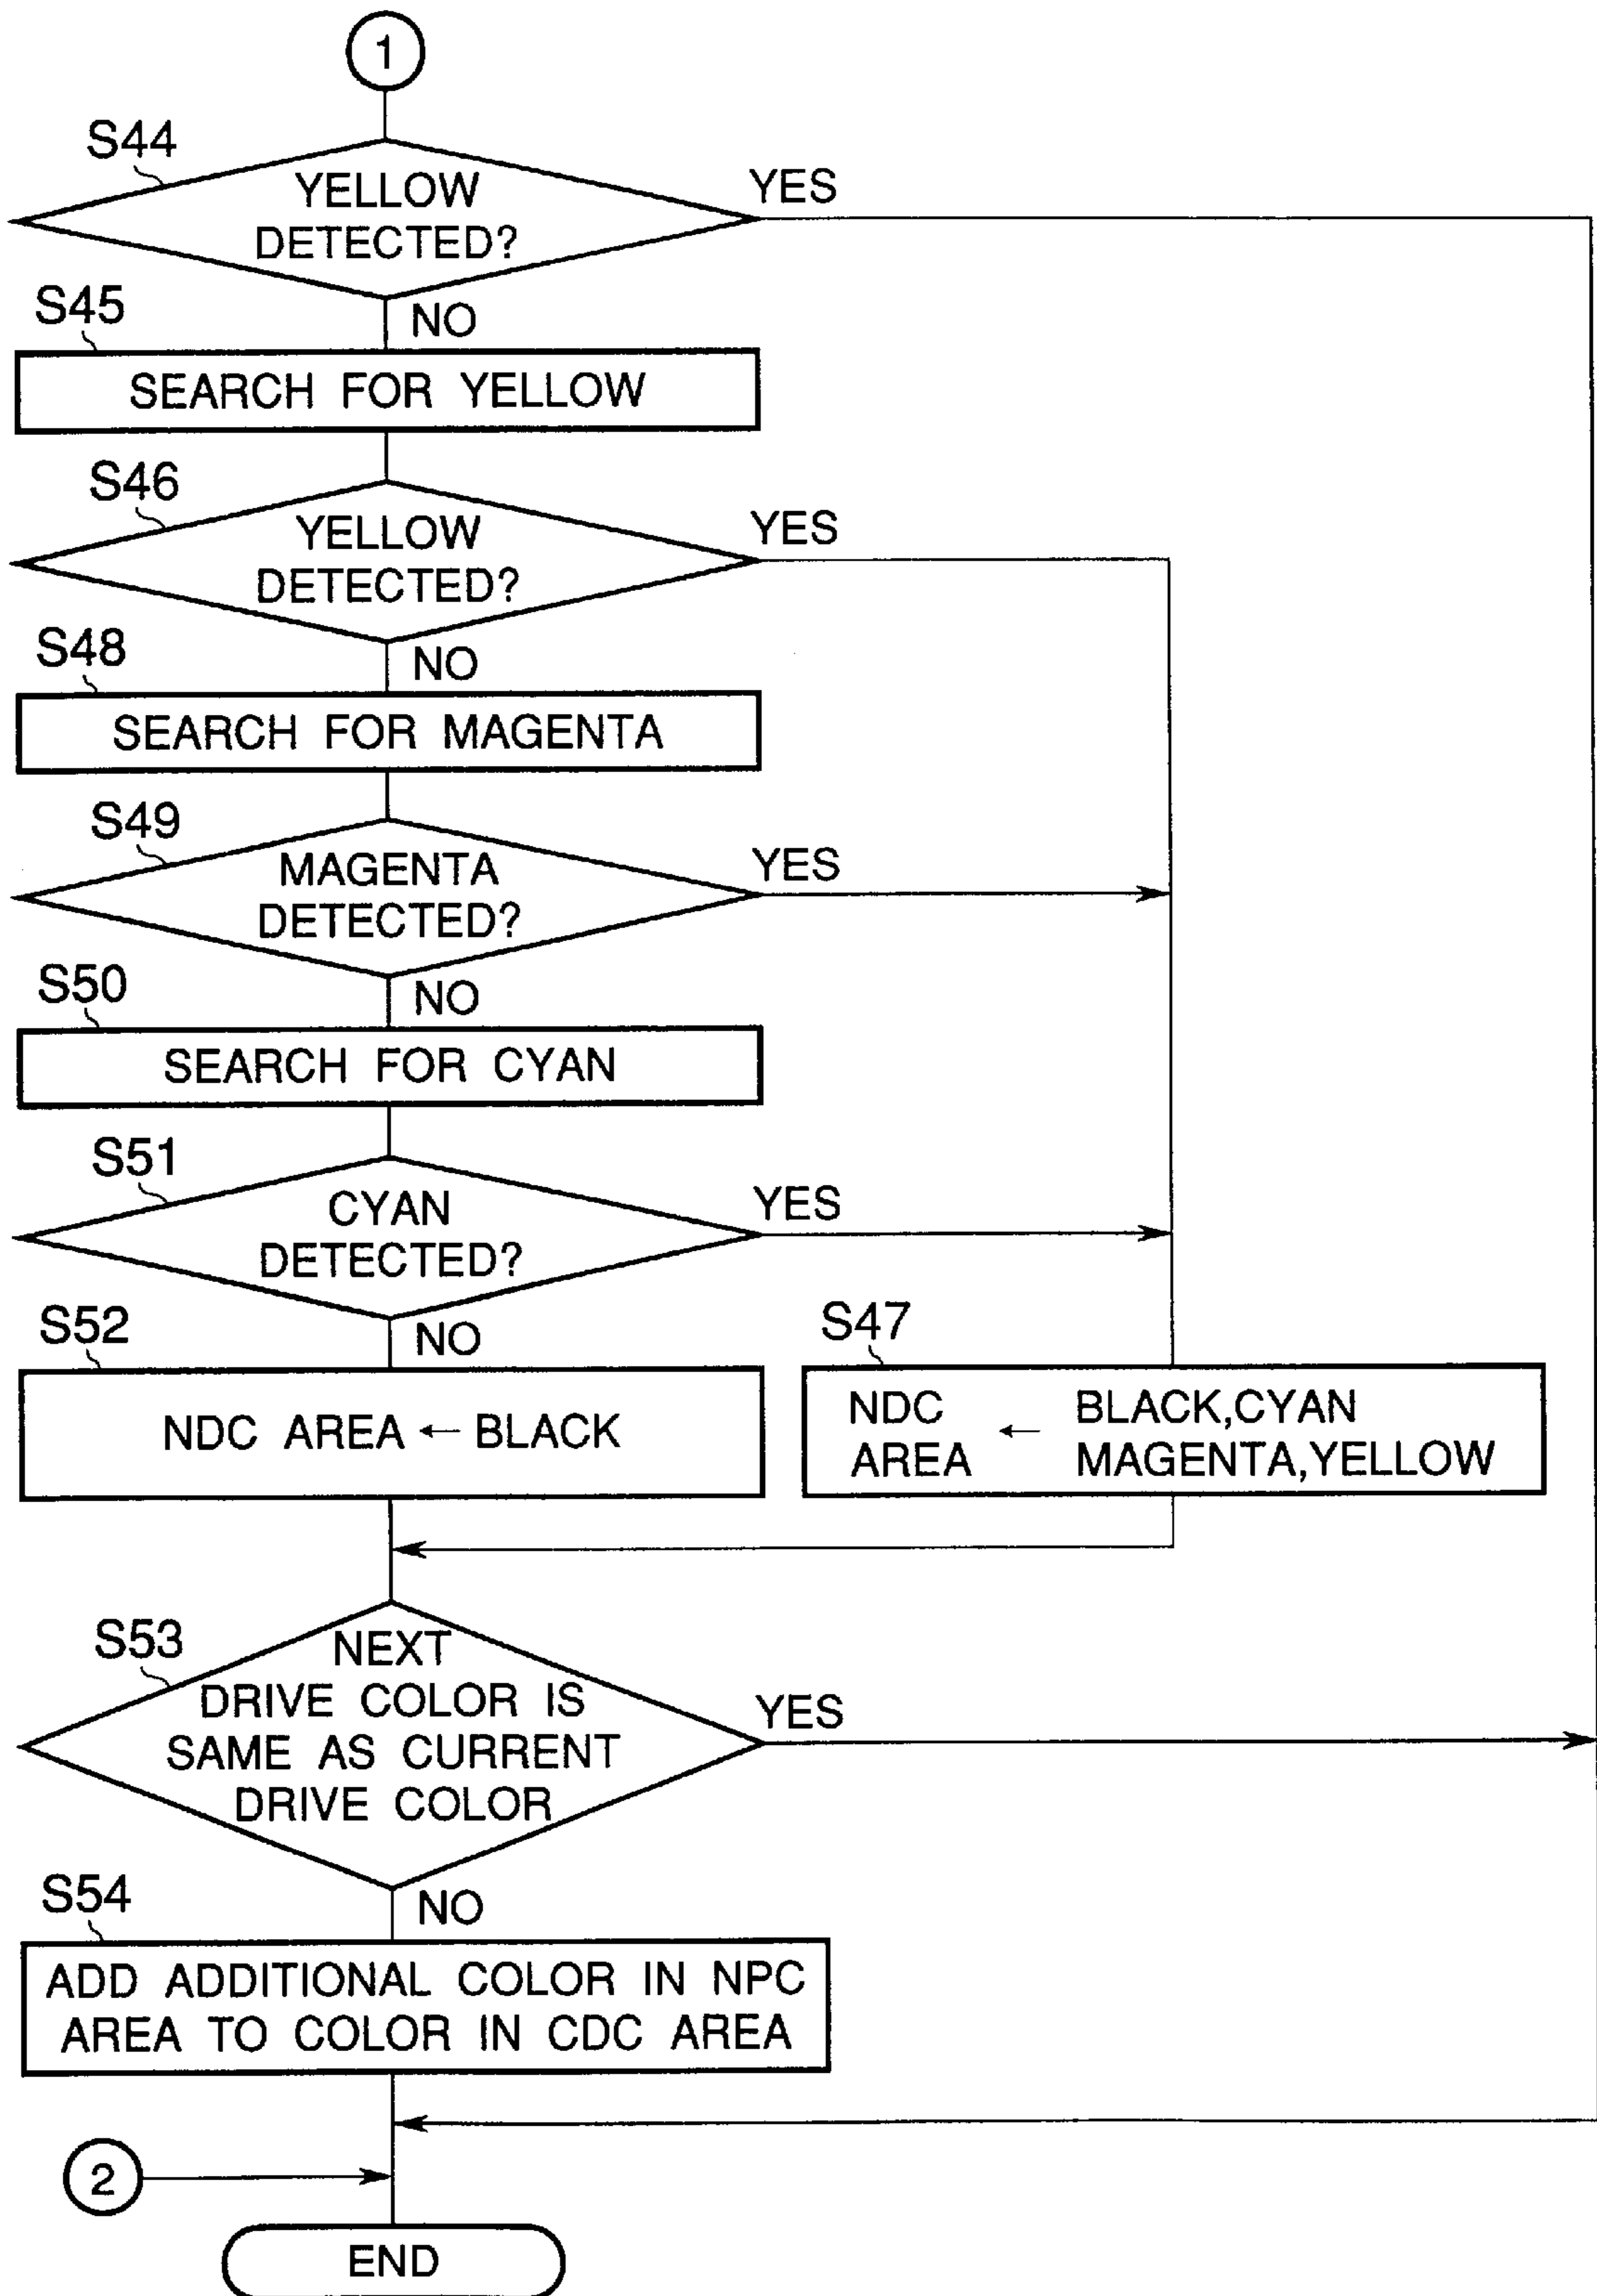 1
S44
YELLOW
DETECTED?
YES
NO
S45
SEARCH FOR YELLOW
S46
YELLOW
DETECTED?
YES
NO
S48
SEARCH FOR MAGENTA
S49
MAGENTA
DETECTED?
YES
NO
S50
SEARCH FOR CYAN
S51
CYAN
DETECTED?
YES
NO
S52
NDC AREA ← BLACK
S47
NDC AREA ← BLACK,CYAN
MAGENTA,YELLOW
S53
NEXT
DRIVE COLOR IS
SAME AS CURRENT
DRIVE COLOR
YES
NO
S54
ADD ADDITIONAL COLOR IN NPC
AREA TO COLOR IN CDC AREA
2
END